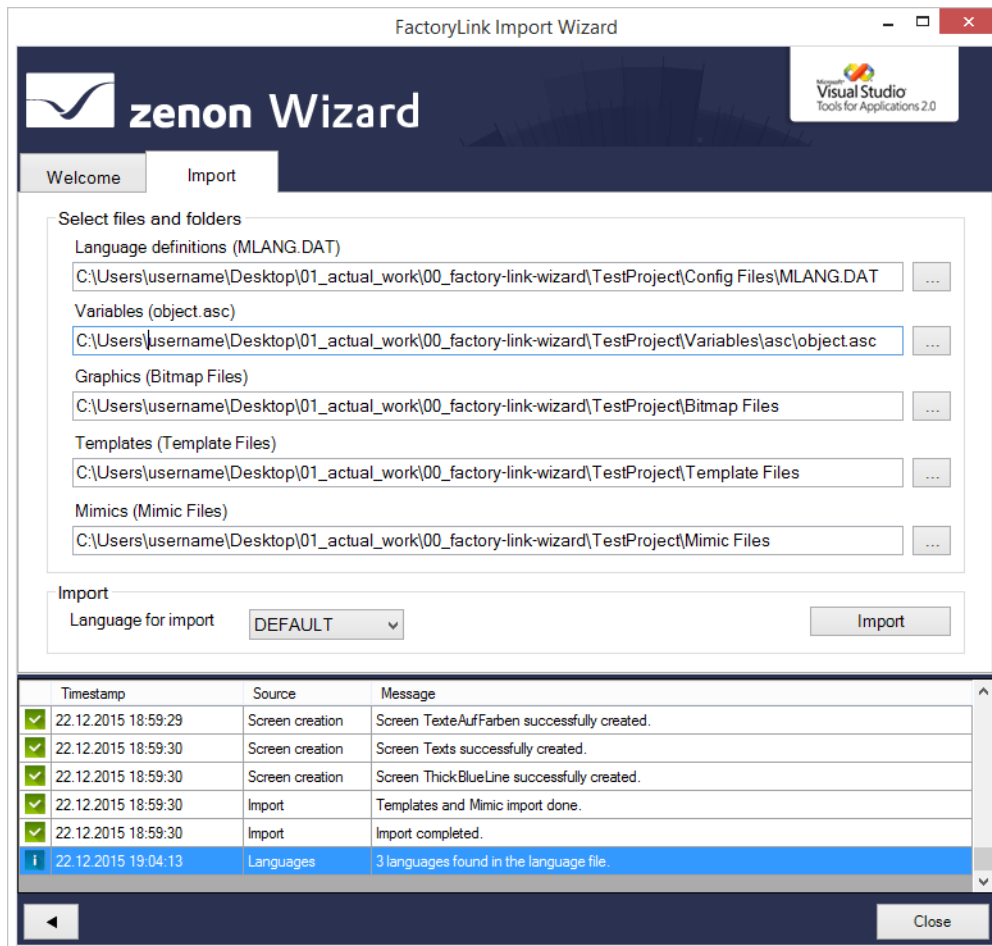 FactoryLink Import Wizard
zenon Wizard
Microsoft
Visual Studio
Tools for Applications 2.0
Welcome
Import
Select files and folders
Language definitions (MLANG.DAT)
C:\Users\username\Desktop\01_actual_work\00_factory-link-wizard\TestProject\Config Files\MLANG.DAT
...
Variables (object.asc)
C:\Users\username\Desktop\01_actual_work\00_factory-link-wizard\TestProject\Variables\asc\object.asc
...
Graphics (Bitmap Files)
C:\Users\username\Desktop\01_actual_work\00_factory-link-wizard\TestProject\Bitmap Files
...
Templates (Template Files)
C:\Users\username\Desktop\01_actual_work\00_factory-link-wizard\TestProject\Template Files
...
Mimics (Mimic Files)
C:\Users\username\Desktop\01_actual_work\00_factory-link-wizard\TestProject\Mimic Files
...
Import
Language for import DEFAULT Import
Timestamp Source Message
22.12.2015 18:59:29 Screen creation Screen TexteAufFarben successfully created.
22.12.2015 18:59:30 Screen creation Screen Texts successfully created.
22.12.2015 18:59:30 Screen creation Screen ThickBlueLine successfully created.
22.12.2015 18:59:30 Import Templates and Mimic import done.
22.12.2015 18:59:30 Import Import completed.
i 22.12.2015 19:04:13 Languages 3 languages found in the language file.
Close